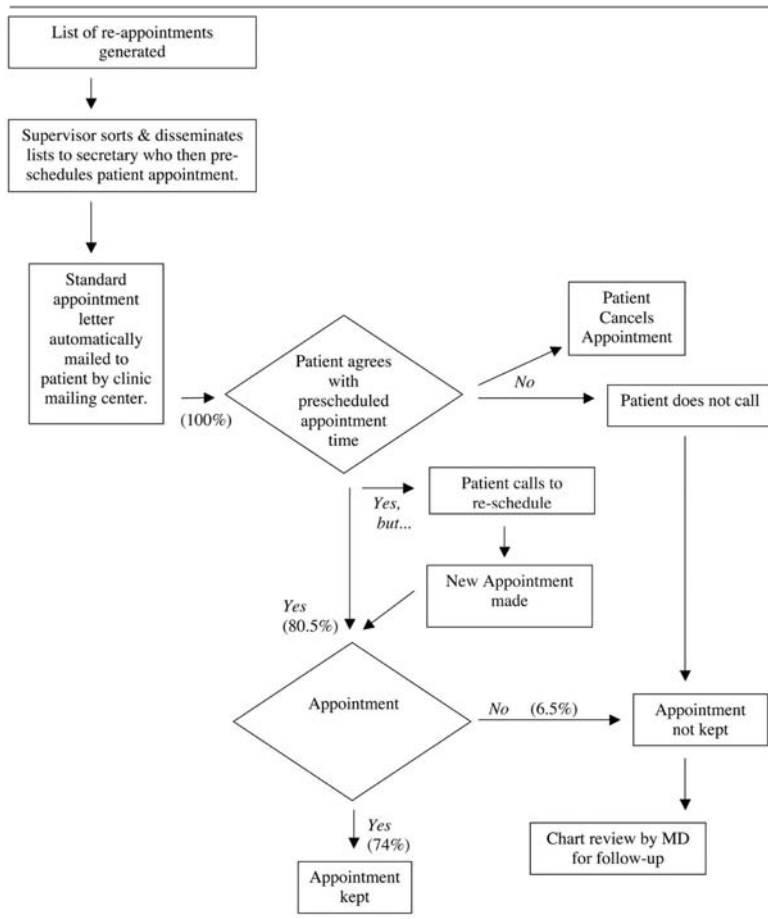 List of re-appointments
generated
Supervisor sorts & disseminates
lists to secretary who then pre-
schedules patient appointment.
Standard
appointment
letter
automatically
mailed to
patient by clinic
mailing center.
(100%)
Patient agrees
with
prescheduled
appointment
time
Patient
Cancels
Appointment
No
Patient does not call
Yes,
but...
Patient calls to
re-schedule
New Appointment
made
Yes
(80.5%)
Appointment
No (6.5%)
Appointment
not kept
Yes
(74%)
Appointment
kept
Chart review by MD
for follow-up